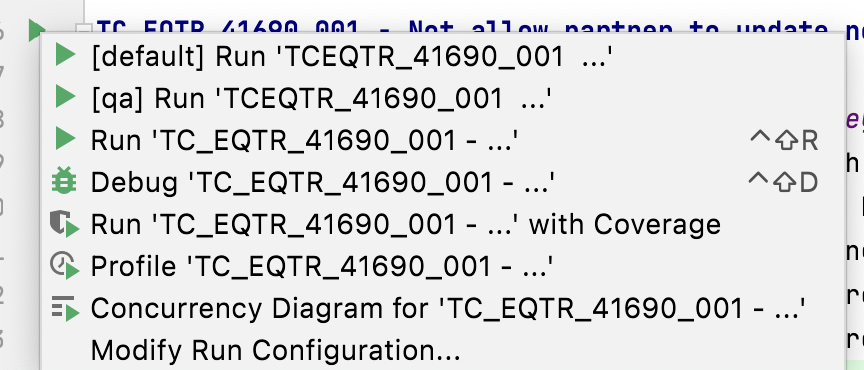 TC_EQTR_41690_001 - Not allow partner to update
[default] Run 'TCEQTR_41690_001 ...'
[qa] Run 'TCEQTR_41690_001 ...'
Run 'TC_EQTR_41690_001 - ...' ^⇧R
Debug 'TC_EQTR_41690_001 - ...' ^⇧D
Run 'TC_EQTR_41690_001 - ...' with Coverage
Profile 'TC_EQTR_41690_001 - ...'
Concurrency Diagram for 'TC_EQTR_41690_001 - ...'
Modify Run Configuration...